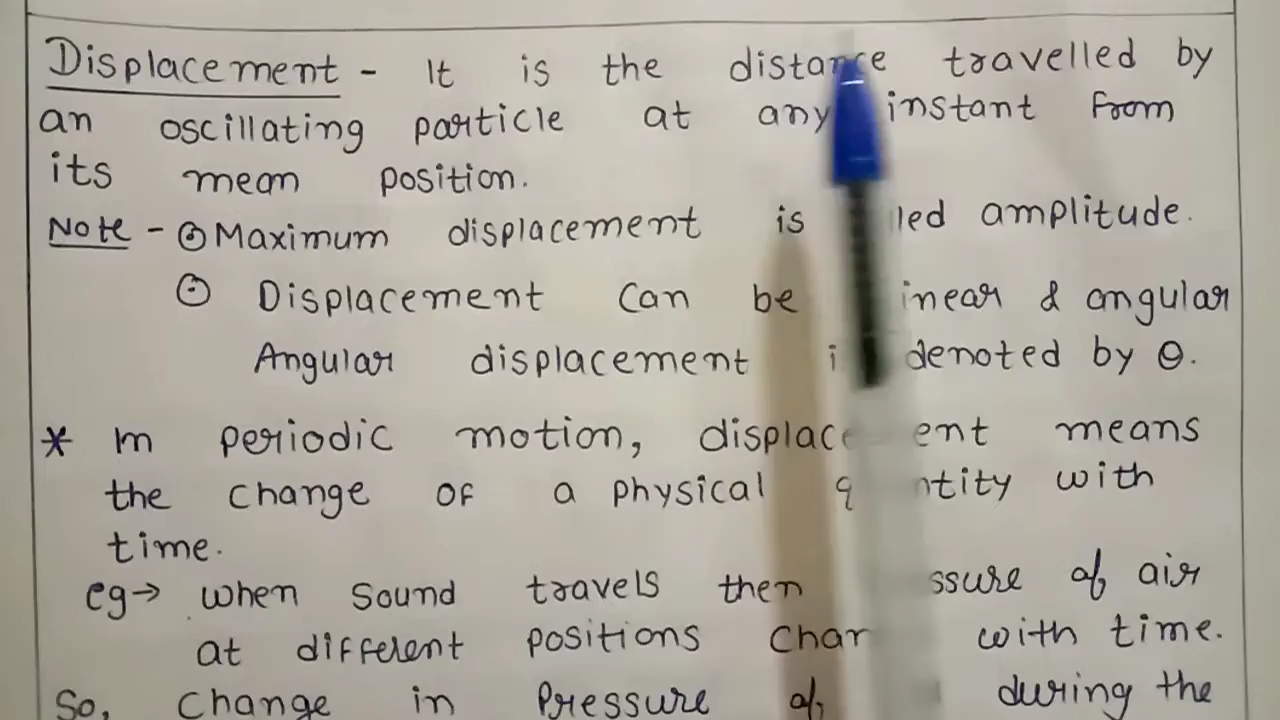 Displacement - It is the distance travelled by
an oscillating particle at any instant from
its mean position.
Note - Maximum displacement is led amplitude.
Displacement can be inear & angular
Angular displacement i denoted by θ.
* In periodic motion, displac ent means
the change of a physical q ntity with
time.
eg→ when sound travels then ssure of air
at different positions chan with time.
So, change in Pressure of during the